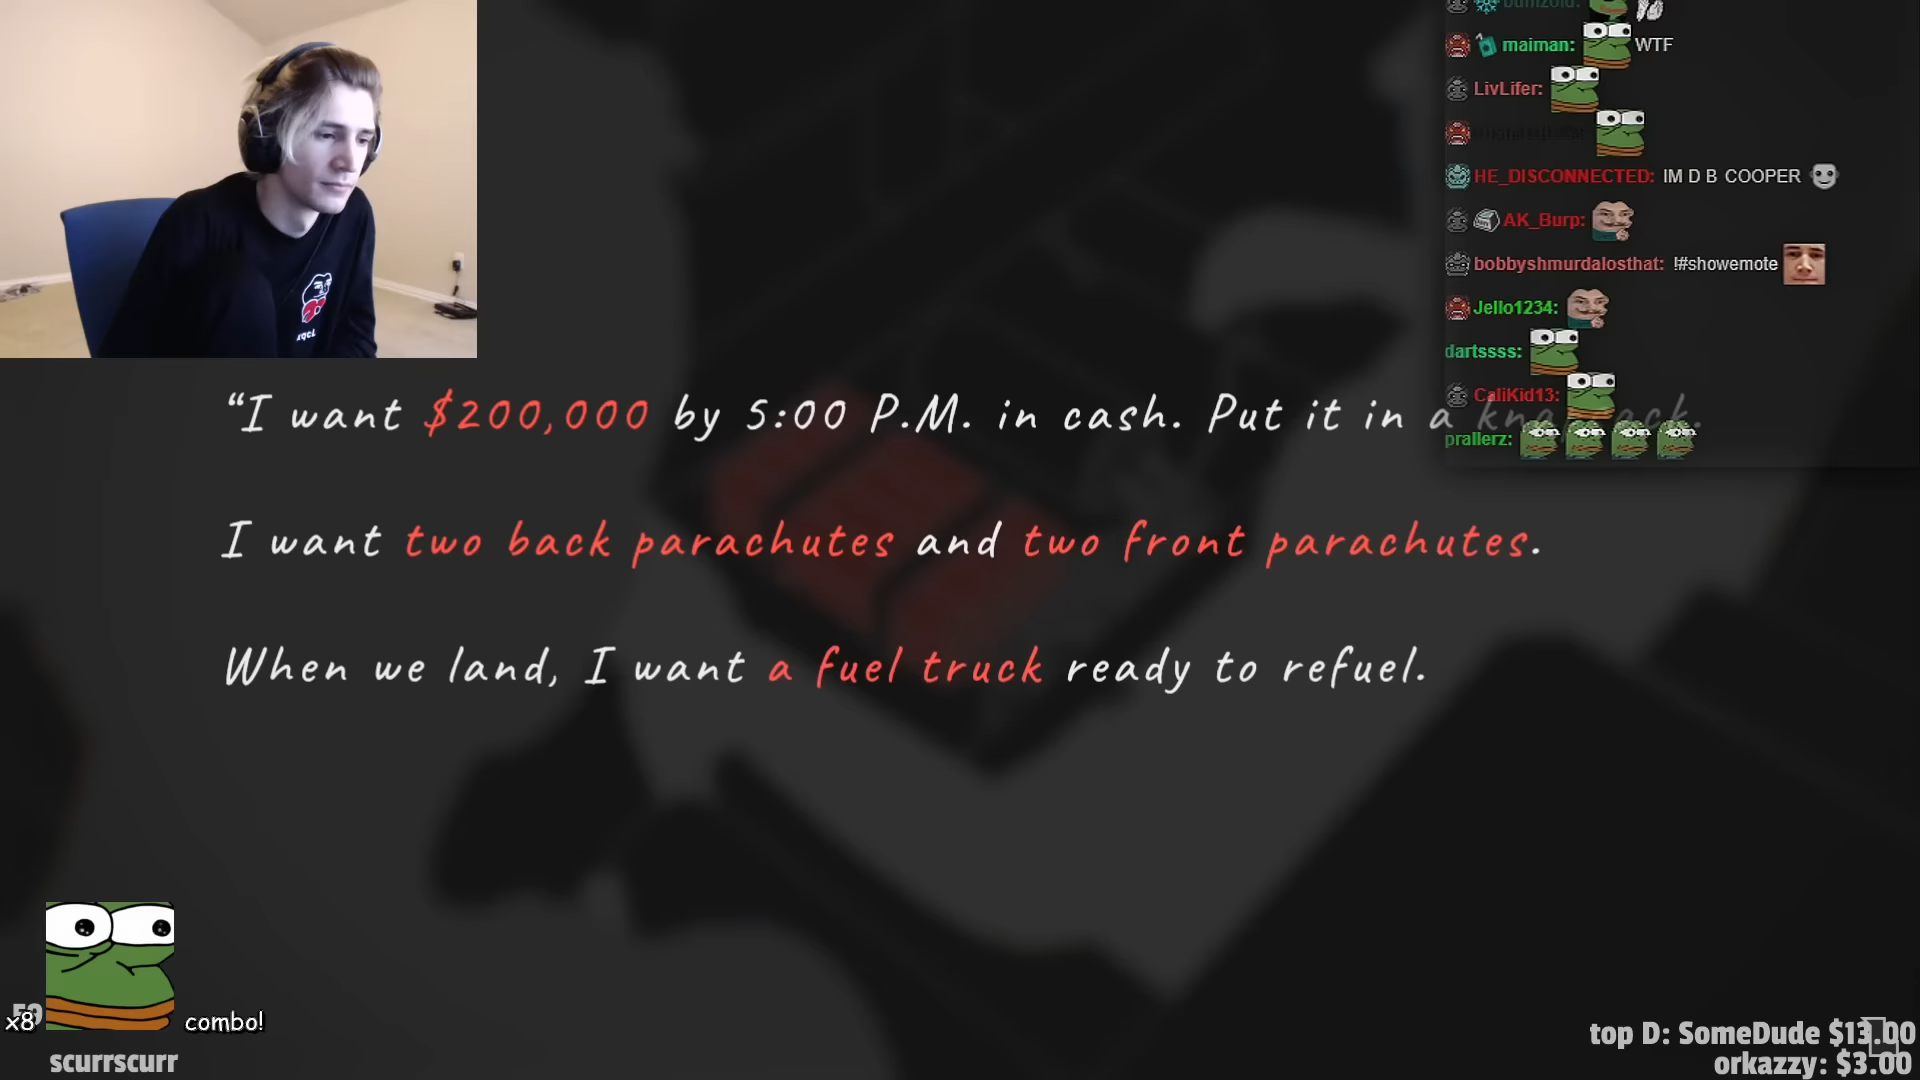 maiman: WTF
LivLifer:
HE_DISCONNECTED: IM D B COOPER
AK_Burp:
bobbyshmurdalosthat: !#showemote
Jello1234:
dartssss:
CaliKid13:
prallerz:
“I want $200,000 by 5:00 P.M. in cash. Put it in a
I want two back parachutes and two front parachutes.
When we land, I want a fuel truck ready to refuel.
x8 combo!
scurrscurr
top D: SomeDude $13.00
orkazzy: $3.00